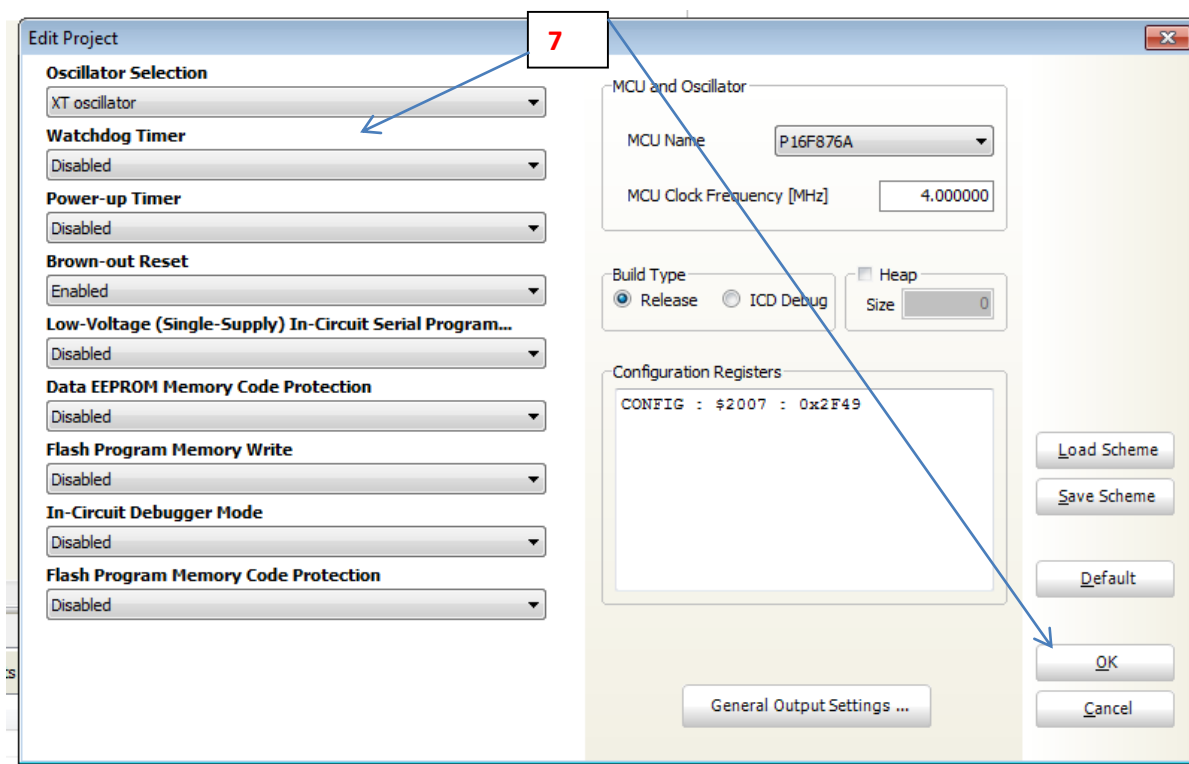 7
Edit Project
Oscillator Selection
XT oscillator
Watchdog Timer
Disabled
Power-up Timer
Disabled
Brown-out Reset
Enabled
Low-Voltage (Single-Supply) In-Circuit Serial Program...
Disabled
Data EEPROM Memory Code Protection
Disabled
Flash Program Memory Write
Disabled
In-Circuit Debugger Mode
Disabled
Flash Program Memory Code Protection
Disabled
MCU and Oscillator
MCU Name P16F876A
MCU Clock Frequency [MHz] 4.000000
Build Type
Release ICD Debug
Heap
Size 0
Configuration Registers
CONFIG : $2007 : 0x2F49
General Output Settings ...
Load Scheme
Save Scheme
Default
OK
Cancel